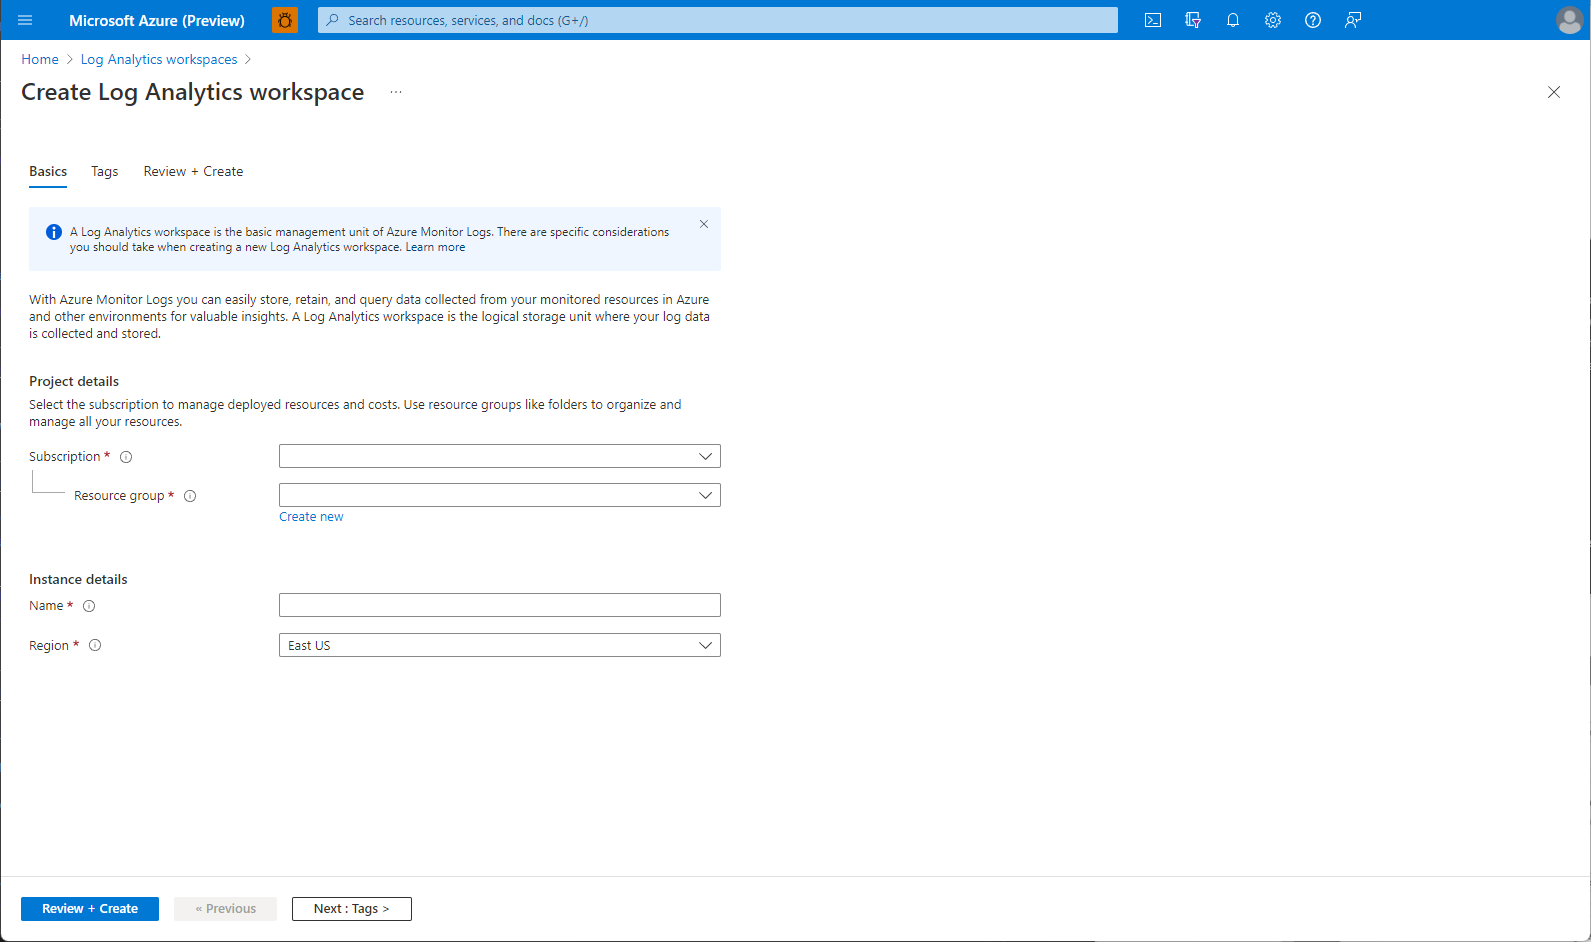 Microsoft Azure (Preview)
Search resources, services, and docs (G+/)
Home > Log Analytics workspaces >
Create Log Analytics workspace ...
Basics Tags Review + Create
A Log Analytics workspace is the basic management unit of Azure Monitor Logs. There are specific considerations
you should take when creating a new Log Analytics workspace. Learn more
With Azure Monitor Logs you can easily store, retain, and query data collected from your monitored resources in Azure
and other environments for valuable insights. A Log Analytics workspace is the logical storage unit where your log data
is collected and stored.
Project details
Select the subscription to manage deployed resources and costs. Use resource groups like folders to organize and
manage all your resources.
Subscription *
Resource group *
Create new
Instance details
Name *
Region * East US
Review + Create « Previous Next : Tags >